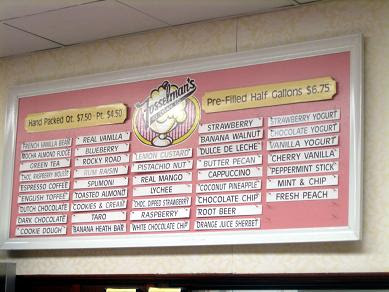 Fosselman's
Hand Packed Qt. $7.50 - Pt. $4.50
Pre-Filled Half Gallons $6.75
FRENCH VANILLA BEAN
MOCHA ALMOND FUDGE
GREEN TEA
CHOC. RASPBERRY
ESPRESSO COFFEE
ENGLISH TOFFEE
DUTCH CHOCOLATE
DARK CHOCOLATE
COOKIE DOUGH
REAL VANILLA
BLUEBERRY
ROCKY ROAD
RUM RAISIN
SPUMONI
TOASTED ALMOND
COOKIES & CREAM
TARO
BANANA HEATH BAR
LEMON CUSTARD
PISTACHIO NUT
REAL MANGO
LYCHEE
CHOC. DIPPED STRAWBERRY
RASPBERRY
WHITE CHOCOLATE CHIP
STRAWBERRY
BANANA WALNUT
DULCE DE LECHE
BUTTER PECAN
CAPPUCCINO
COCONUT PINEAPPLE
CHOCOLATE CHIP
ROOT BEER
ORANGE JUICE SHERBET
STRAWBERRY YOGURT
CHOCOLATE YOGURT
VANILLA YOGURT
CHERRY VANILLA
PEPPERMINT STICK
MINT & CHIP
FRESH PEACH